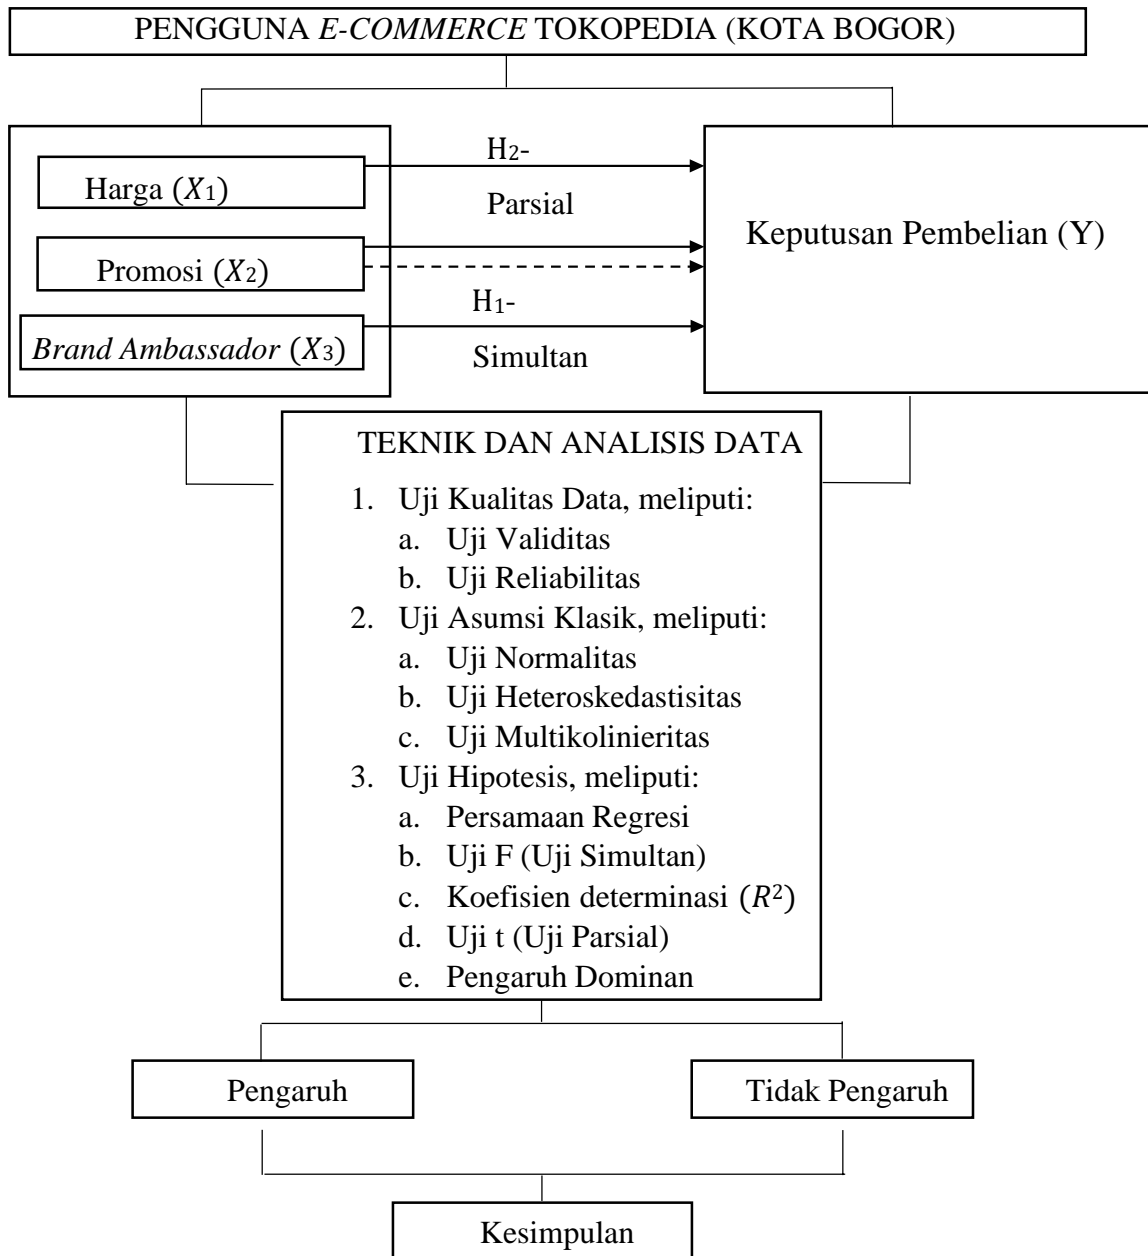 PENGGUNA E-COMMERCE TOKOPEDIA (KOTA BOGOR)
H2-
Harga (X1)
Parsial
Keputusan Pembelian (Y)
Promosi (X2)
H1-
Brand Ambassador (X3)
Simultan
TEKNIK DAN ANALISIS DATA
1. Uji Kualitas Data, meliputi:
a. Uji Validitas
b. Uji Reliabilitas
2. Uji Asumsi Klasik, meliputi:
a. Uji Normalitas
b. Uji Heteroskedastisitas
c. Uji Multikolinieritas
3. Uji Hipotesis, meliputi:
a. Persamaan Regresi
b. Uji F (Uji Simultan)
c. Koefisien determinasi (R²)
d. Uji t (Uji Parsial)
e. Pengaruh Dominan
Pengaruh
Tidak Pengaruh
Kesimpulan